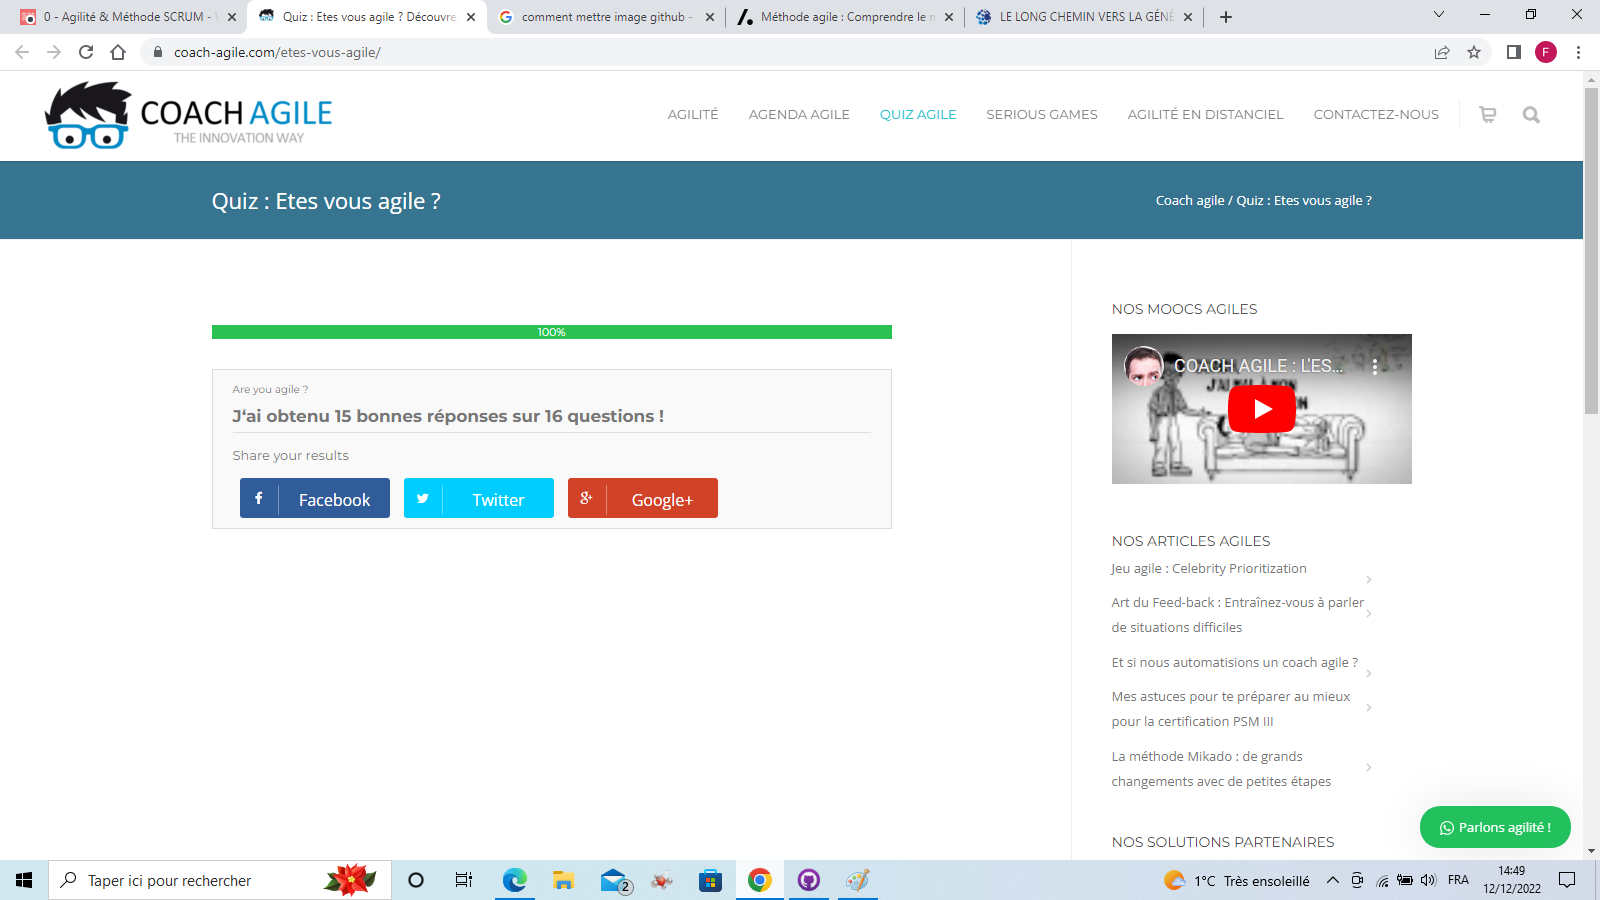 0 - Agilité & Méthode SCRUM - V
Quiz : Etes vous agile ? Découvre
comment mettre image github -
Méthode agile : Comprendre le m
LE LONG CHEMIN VERS LA GÉNÉ
coach-agile.com/etes-vous-agile/
F
COACH AGILE
THE INNOVATION WAY
AGILITÉ
AGENDA AGILE
QUIZ AGILE
SERIOUS GAMES
AGILITÉ EN DISTANCIEL
CONTACTEZ-NOUS
Quiz : Etes vous agile ?
Coach agile / Quiz : Etes vous agile ?
100%
Are you agile ?
J‘ai obtenu 15 bonnes réponses sur 16 questions !
Share your results
Facebook
Twitter
Google+
NOS MOOCS AGILES
COACH AGILE : L'ES...
NOS ARTICLES AGILES
Jeu agile : Celebrity Prioritization
Art du Feed-back : Entraînez-vous à parler
de situations difficiles
Et si nous automatisions un coach agile ?
Mes astuces pour te préparer au mieux
pour la certification PSM III
La méthode Mikado : de grands
changements avec de petites étapes
NOS SOLUTIONS PARTENAIRES
Parlons agilité !
Taper ici pour rechercher
2
1°C Très ensoleillé
FRA
14:49
12/12/2022